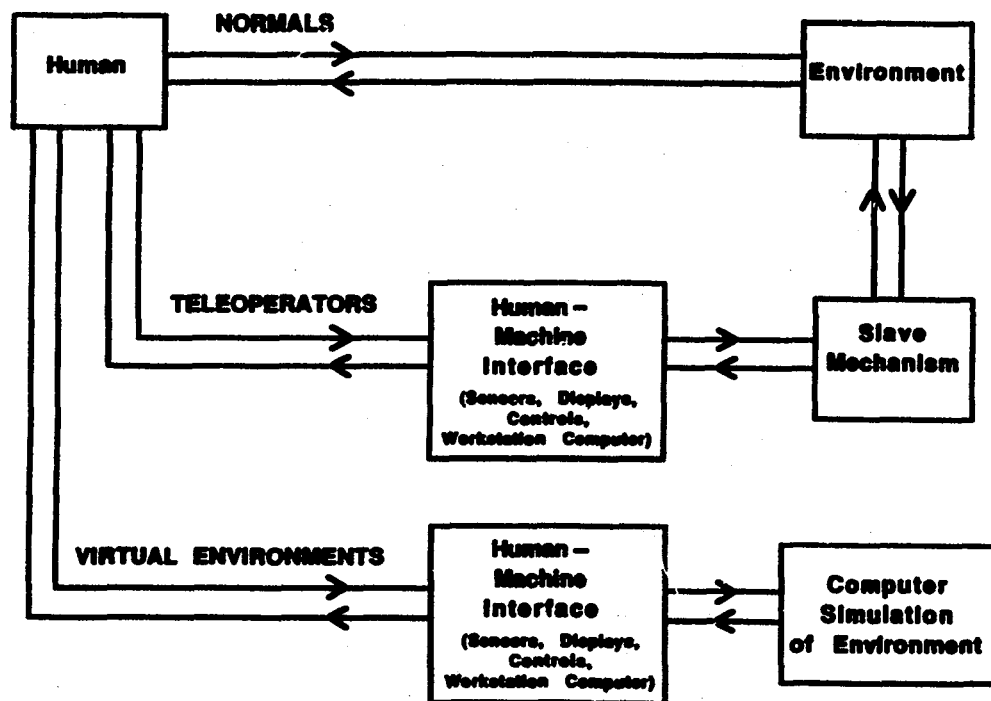 NORMALS
Human
Environment
TELEOPERATORS
Human –
Machine
Interface
(Sensors, Displays,
Controls,
Workstation Computer)
Slave
Mechanism
VIRTUAL ENVIRONMENTS
Human –
Machine
Interface
(Sensors, Displays,
Controls,
Workstation Computer)
Computer
Simulation
of Environment